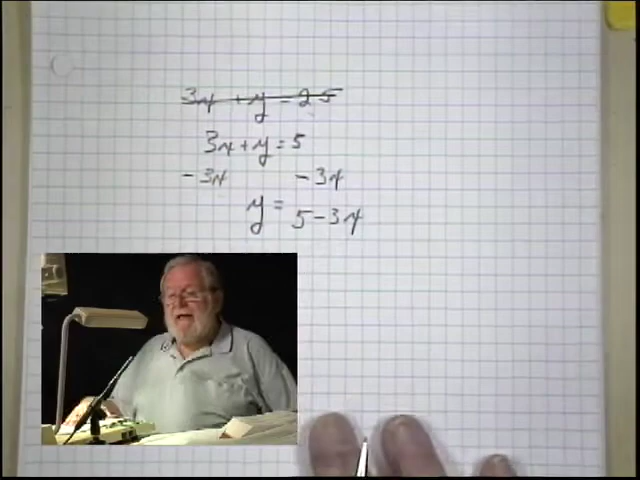 3x + y = 25
3x + y = 5
- 3x - 3x
y = 5 - 3x